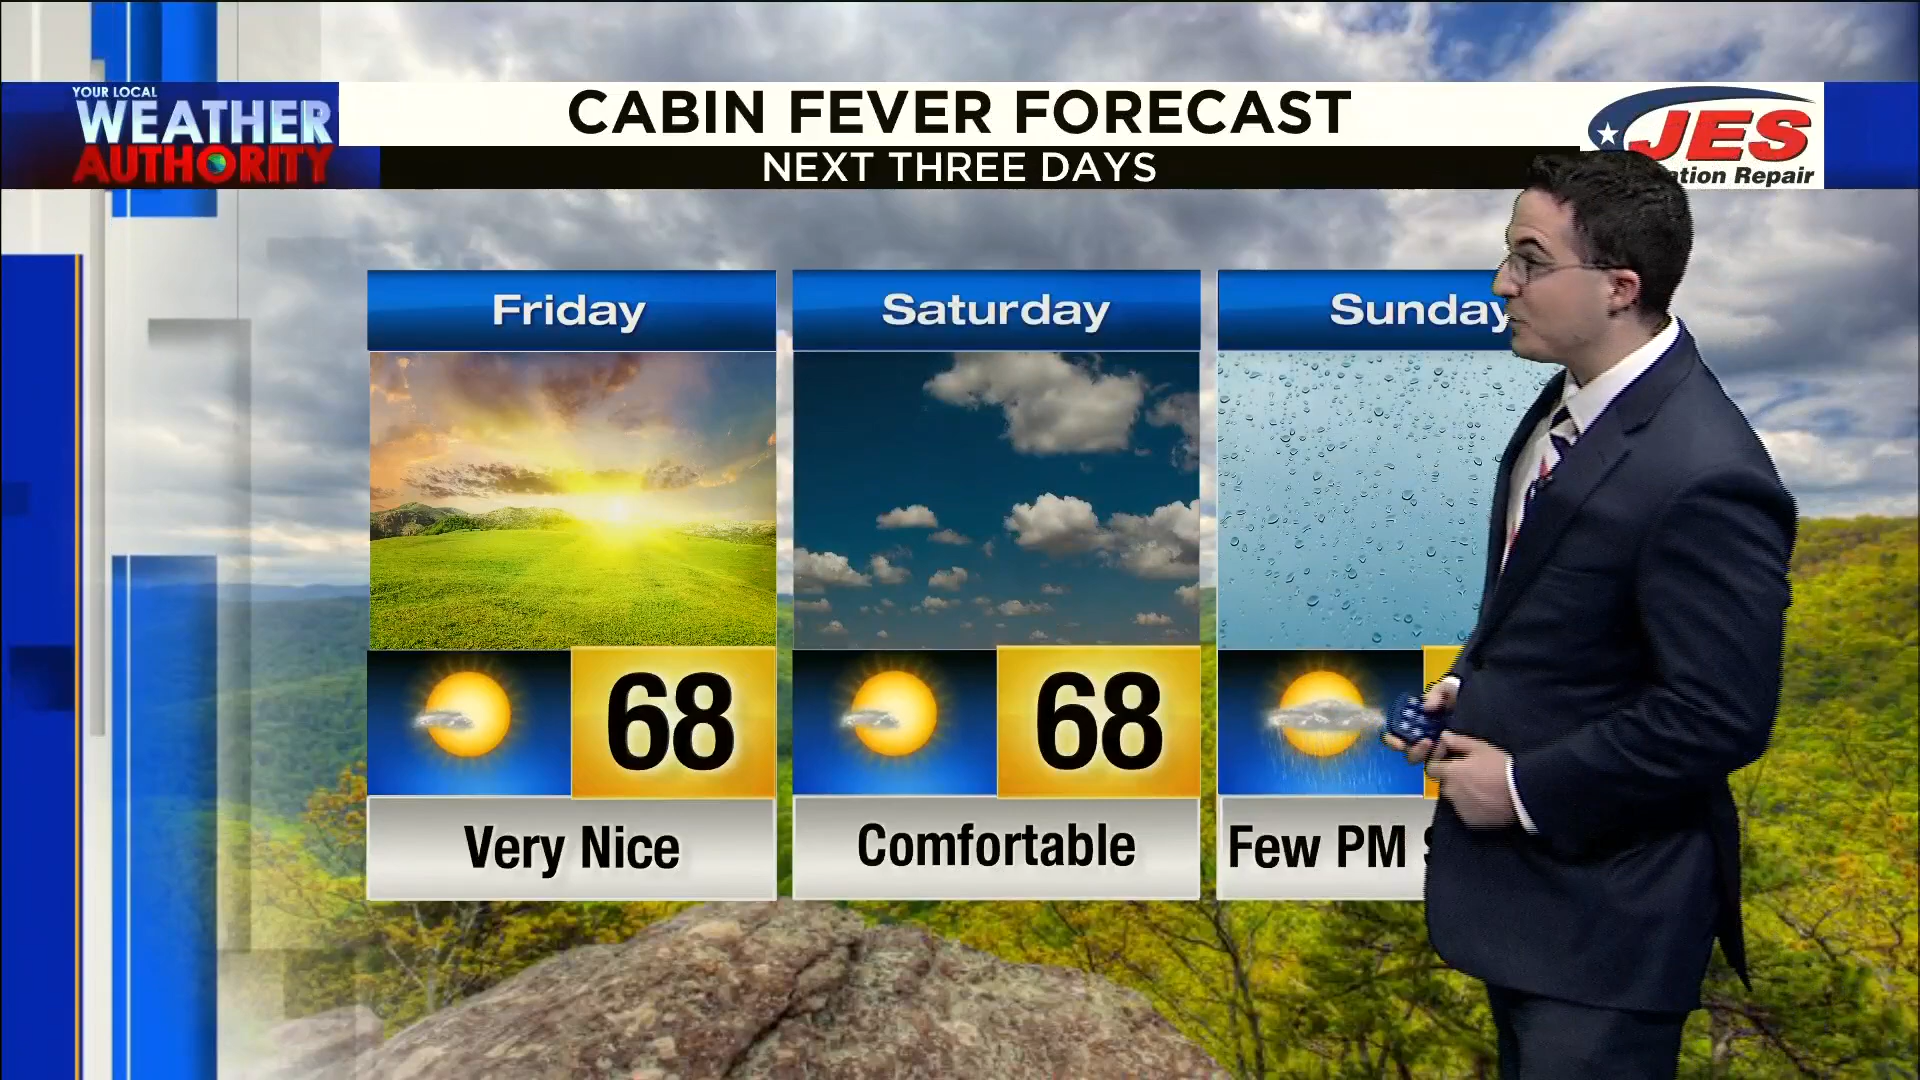 YOUR LOCAL
WEATHER
AUTHORITY
CABIN FEVER FORECAST
NEXT THREE DAYS
JES
Repair
Friday
Saturday
Sunday
68
68
Very Nice
Comfortable
Few PM